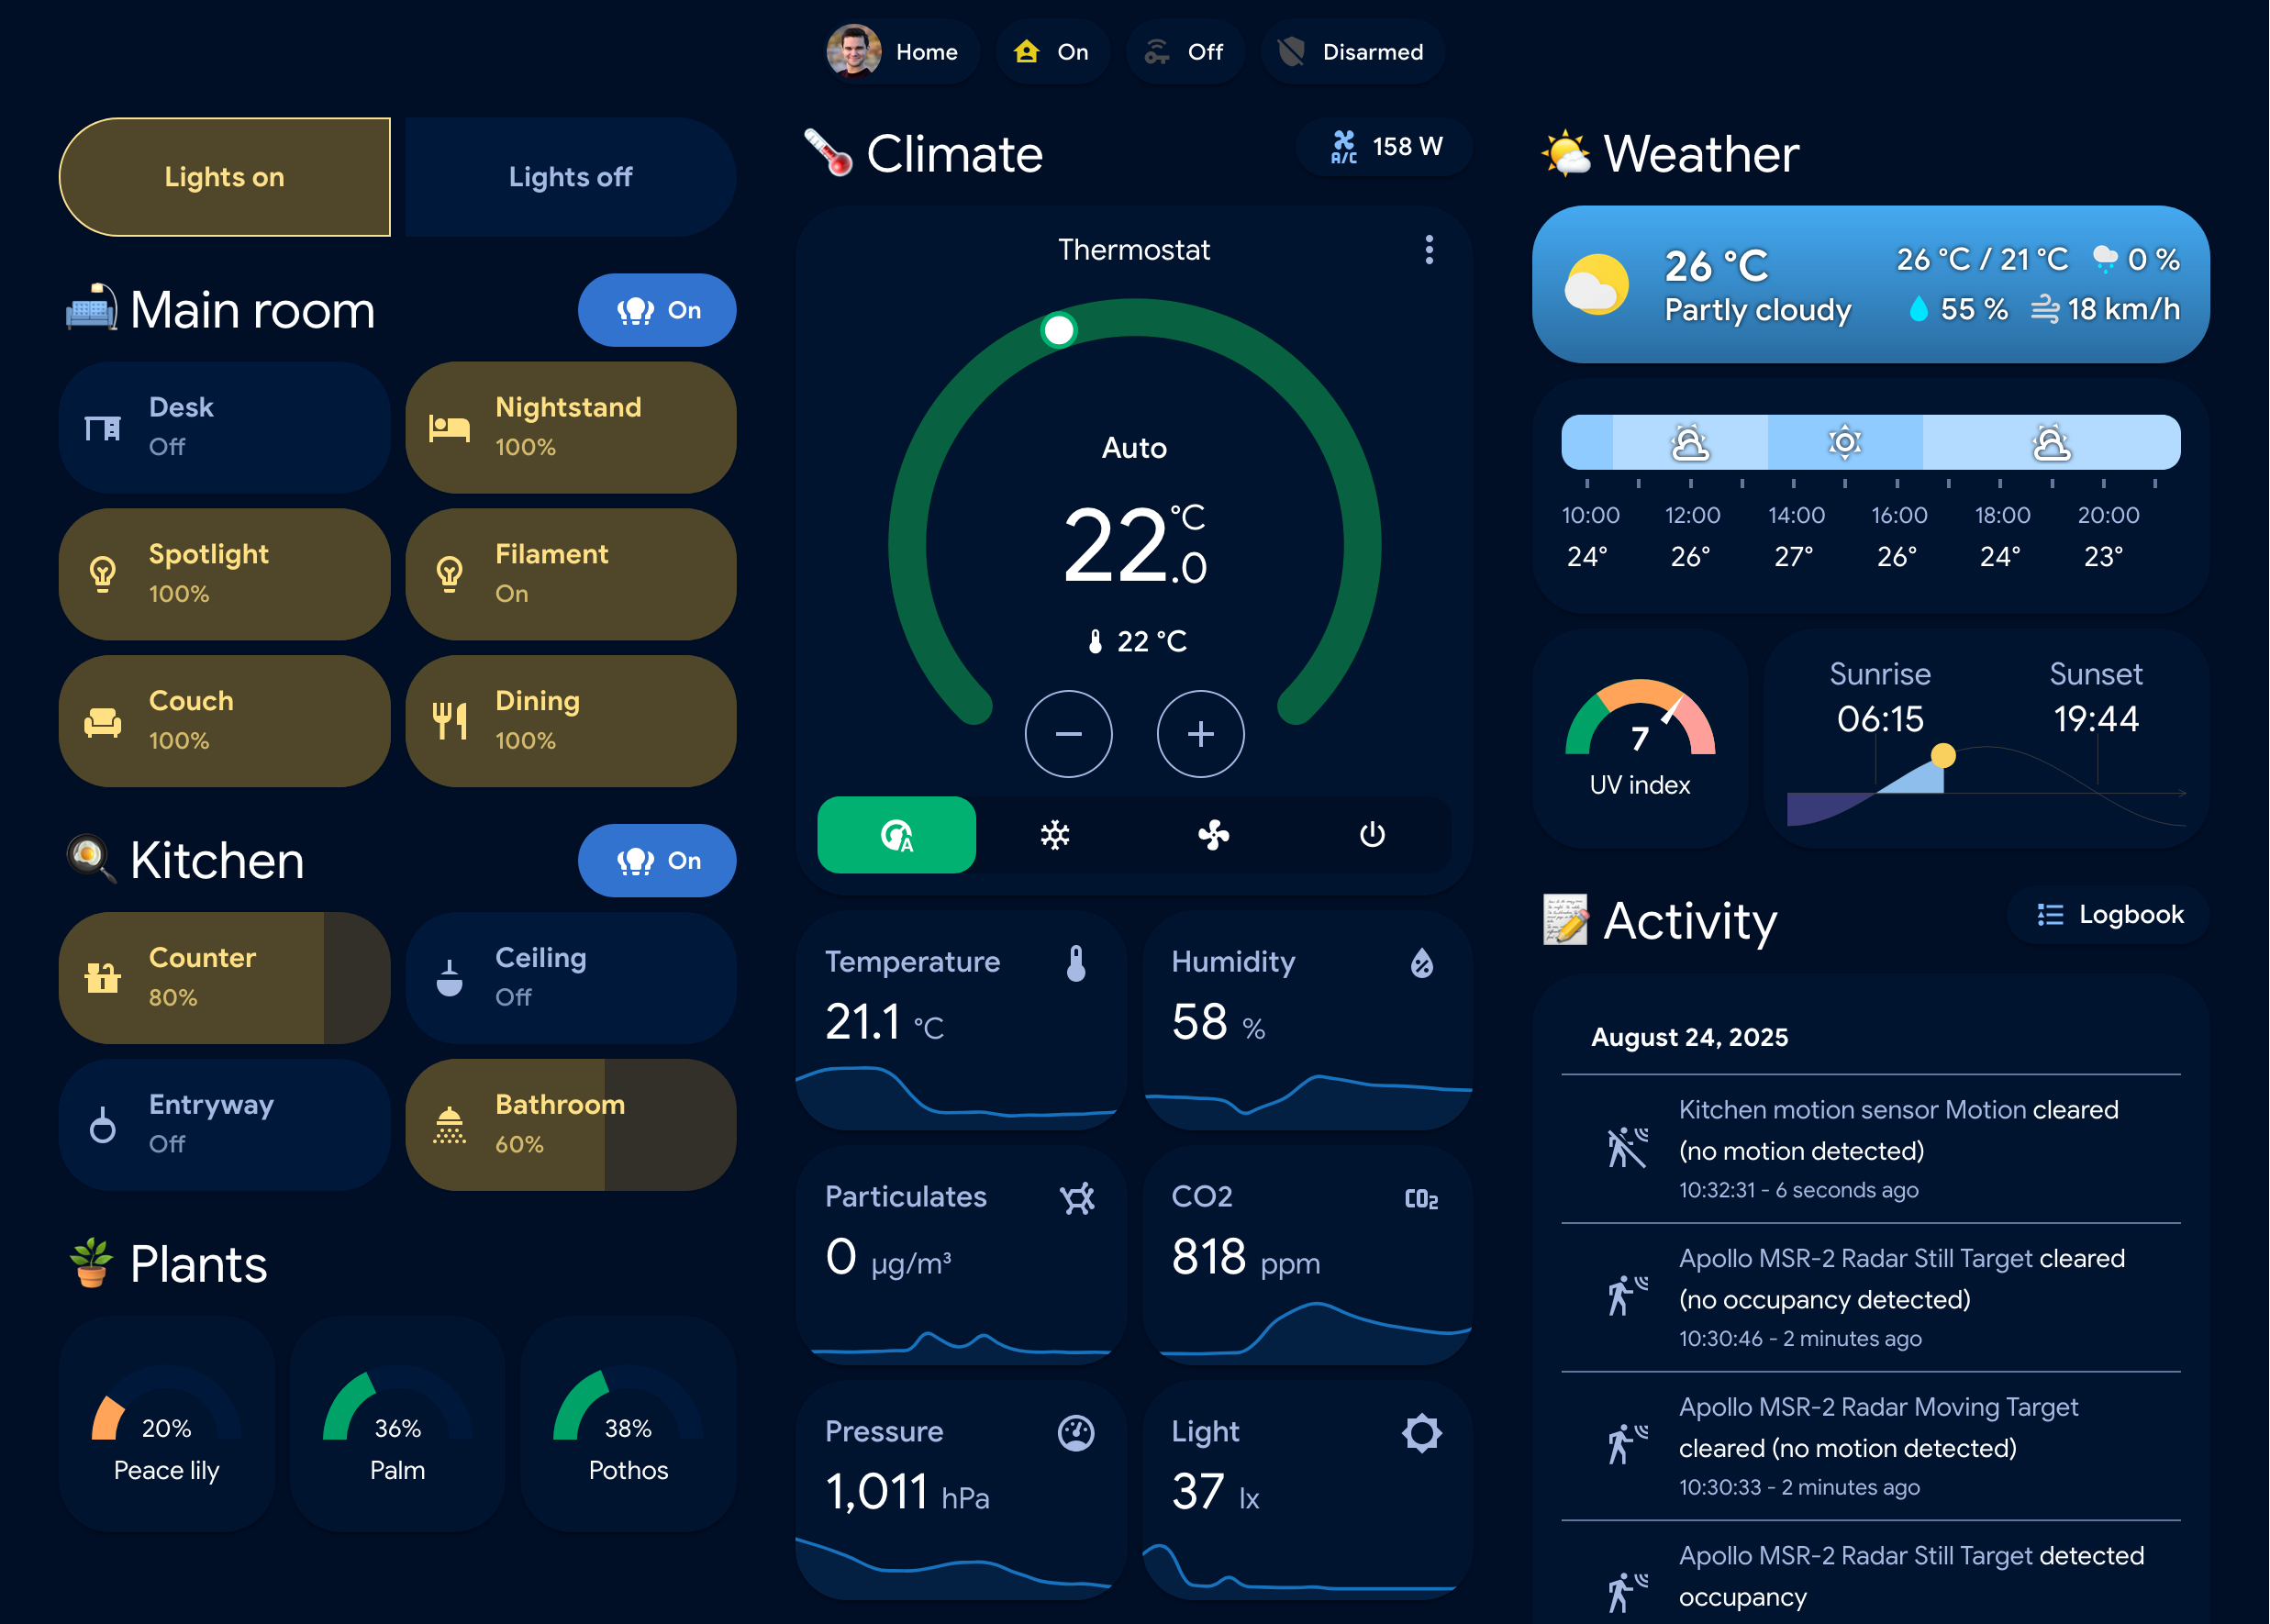 Home
On
Off
Disarmed
Lights on
Lights off
Main room
On
Desk
Off
Nightstand
100%
Spotlight
100%
Filament
On
Couch
100%
Dining
100%
Kitchen
On
Counter
80%
Ceiling
Off
Entryway
Off
Bathroom
60%
Plants
20%
Peace lily
36%
Palm
38%
Pothos
Climate
A/C 158 W
Thermostat
Auto
22.0 °C
22 °C
A
Temperature
21.1 °C
Humidity
58 %
Particulates
0 µg/m³
CO2
CO2
818 ppm
Pressure
1,011 hPa
Light
37 lx
Weather
26 °C
Partly cloudy
26 °C / 21 °C 0 %
55 % 18 km/h
10:00 12:00 14:00 16:00 18:00 20:00
24° 26° 27° 26° 24° 23°
7
UV index
Sunrise
06:15
Sunset
19:44
Activity
Logbook
August 24, 2025
Kitchen motion sensor Motion cleared
(no motion detected)
10:32:31 - 6 seconds ago
Apollo MSR-2 Radar Still Target cleared
(no occupancy detected)
10:30:46 - 2 minutes ago
Apollo MSR-2 Radar Moving Target
cleared (no motion detected)
10:30:33 - 2 minutes ago
Apollo MSR-2 Radar Still Target detected
occupancy